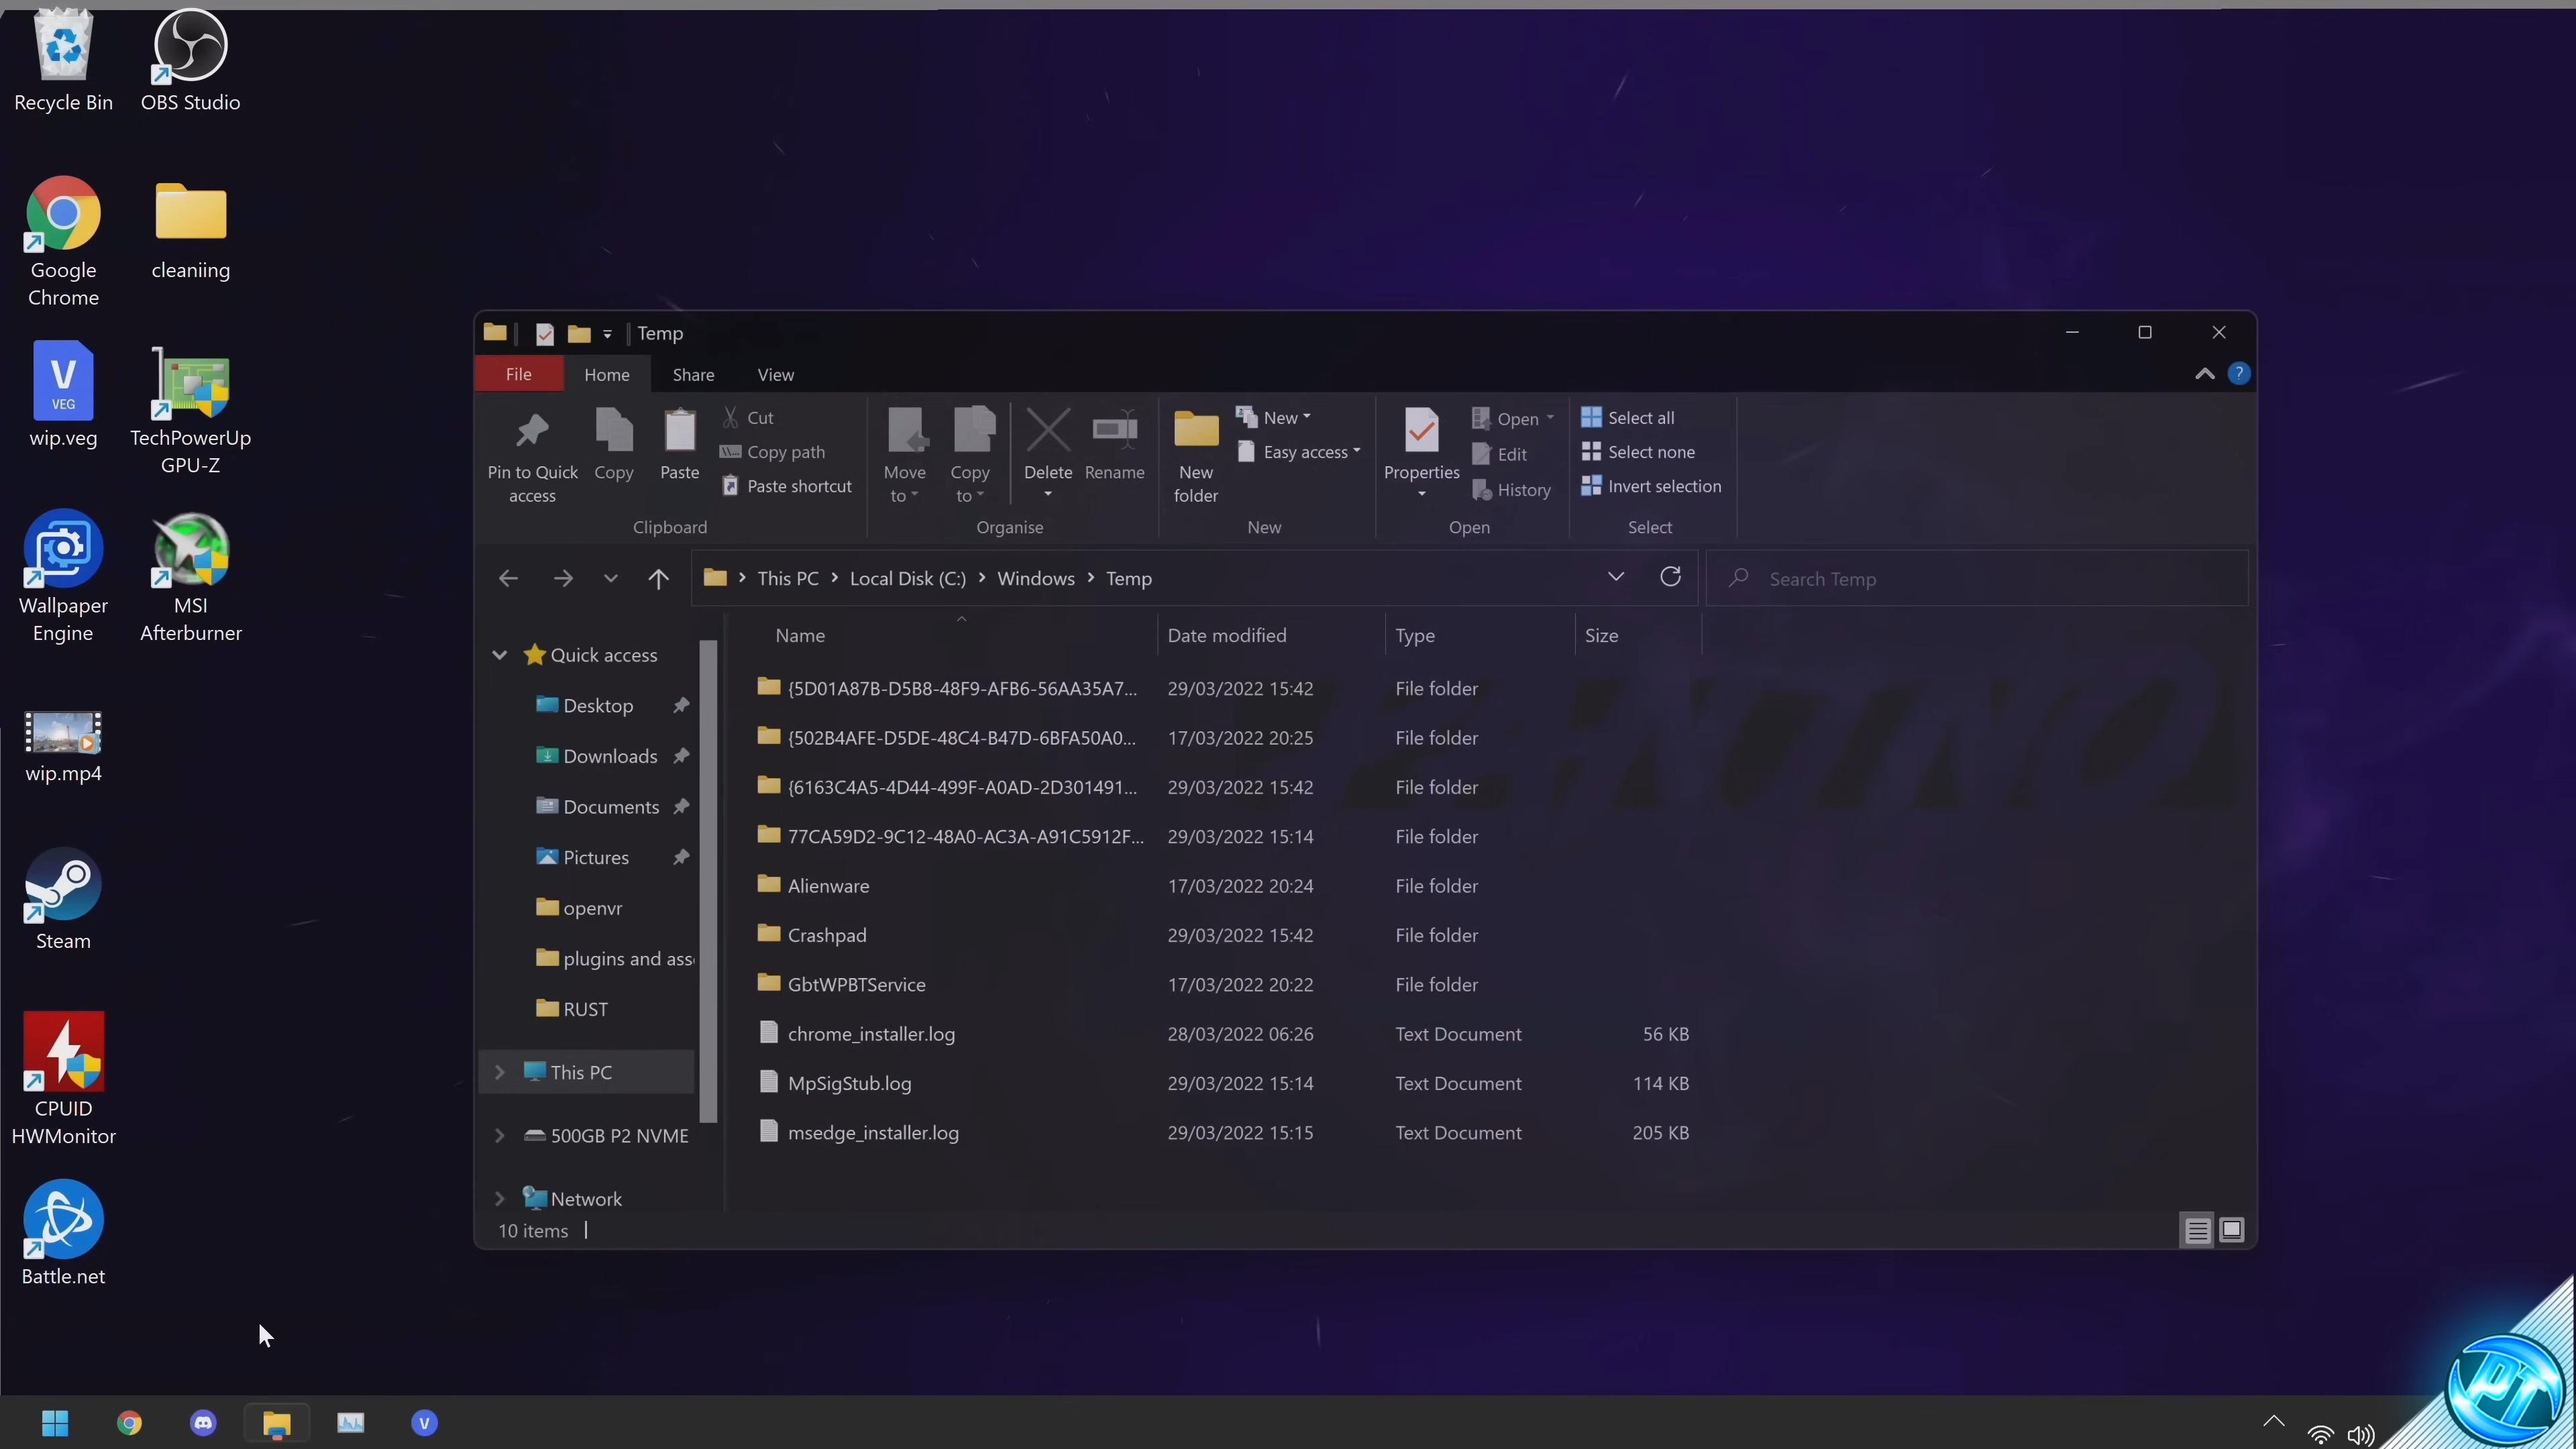 Recycle Bin
OBS Studio
Google
Chrome
cleaniing
V
VEG
wip.veg
TechPowerUp
GPU-Z
Wallpaper
Engine
MSI
Afterburner
wip.mp4
Steam
CPUID
HWMonitor
Battle.net
Temp
File Home Share View
?
Pin to Quick
access
Copy
Paste
Cut
Copy path
Paste shortcut
Clipboard
Move
to
Copy
to
Delete
Rename
Organise
New
folder
New
Easy access
New
Properties
Open
Edit
History
Open
Select all
Select none
Invert selection
Select
This PC > Local Disk (C:) > Windows > Temp
Search Temp
Quick access
Desktop
Downloads
Documents
Pictures
openvr
plugins and ass
RUST
This PC
500GB P2 NVME
Network
Name Date modified Type Size
{5D01A87B-D5B8-48F9-AFB6-56AA35A7... 29/03/2022 15:42 File folder
{502B4AFE-D5DE-48C4-B47D-6BFA50A0... 17/03/2022 20:25 File folder
{6163C4A5-4D44-499F-A0AD-2D301491... 29/03/2022 15:42 File folder
77CA59D2-9C12-48A0-AC3A-A91C5912F... 29/03/2022 15:14 File folder
Alienware 17/03/2022 20:24 File folder
Crashpad 29/03/2022 15:42 File folder
GbtWPBTService 17/03/2022 20:22 File folder
chrome_installer.log 28/03/2022 06:26 Text Document 56 KB
MpSigStub.log 29/03/2022 15:14 Text Document 114 KB
msedge_installer.log 29/03/2022 15:15 Text Document 205 KB
10 items
V
PT